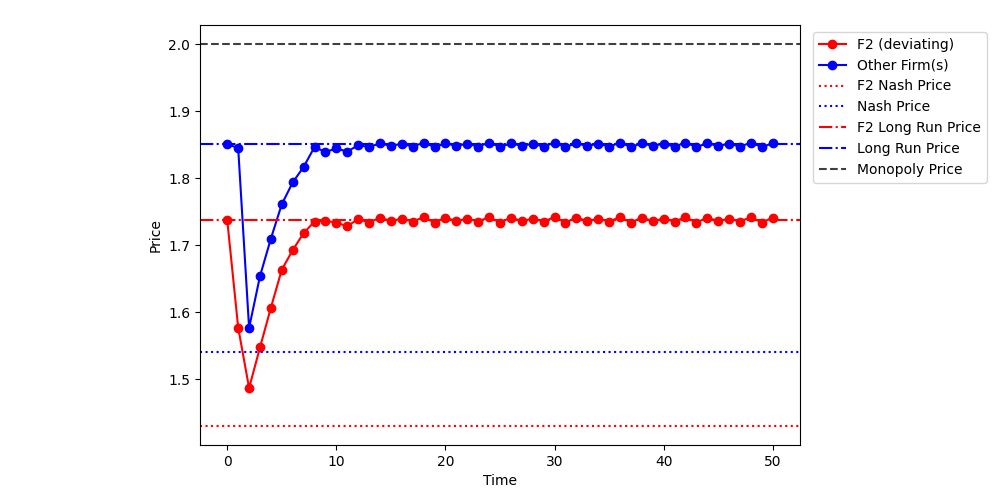 2.0
1.9
1.8
1.7
1.6
1.5
Price
0
10
20
30
40
50
Time
F2 (deviating)
Other Firm(s)
F2 Nash Price
Nash Price
F2 Long Run Price
Long Run Price
Monopoly Price